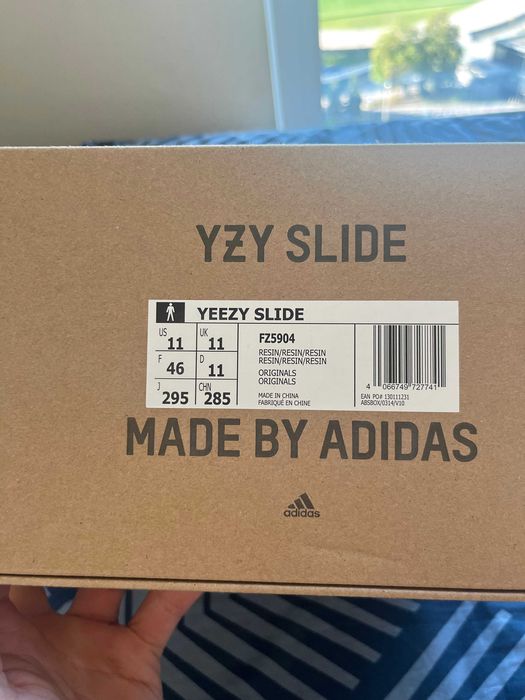 YZY SLIDE
YEEZY SLIDE
US 11 UK 11
F 46 D 11
J 295 CHN 285
FZ5904
RESIN/RESIN/RESIN
RESIN/RESIN/RESIN
ORIGINALS
ORIGINALS
MADE IN CHINA
FABRIQUÉ EN CHINE
4 066749 727741
EAN PO# 130111231
ABSBOX/0314/V10
MADE BY ADIDAS
adidas